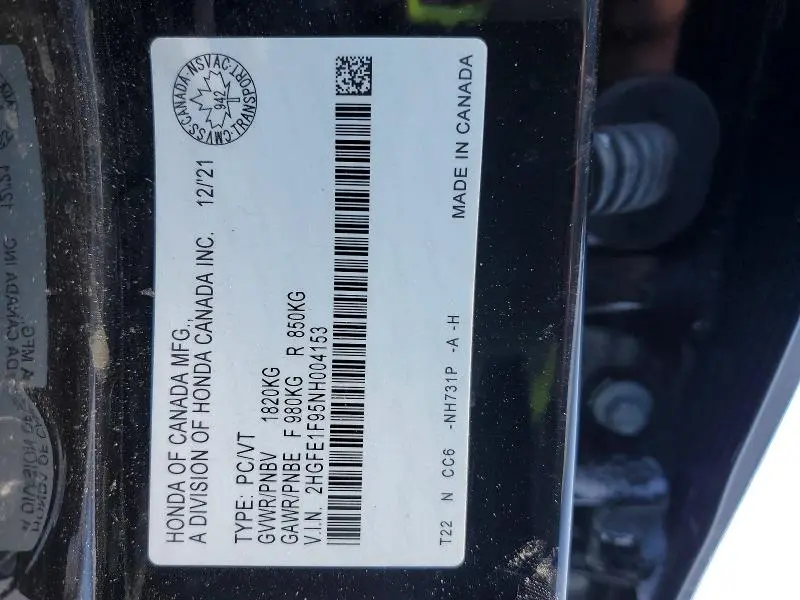 HONDA OF CANADA MFG.,
A DIVISION OF HONDA CANADA INC. 12/'21
CMVSS-CANADA-NSVAC-TRANSPORT
942
TYPE: PC/VT
GVWR/PNBV 1820KG
GAWR/PNBE F 980KG R 850KG
V.I.N. 2HGFE1F95NH004153
T22 N CC6 -NH731P -A -H
MADE IN CANADA